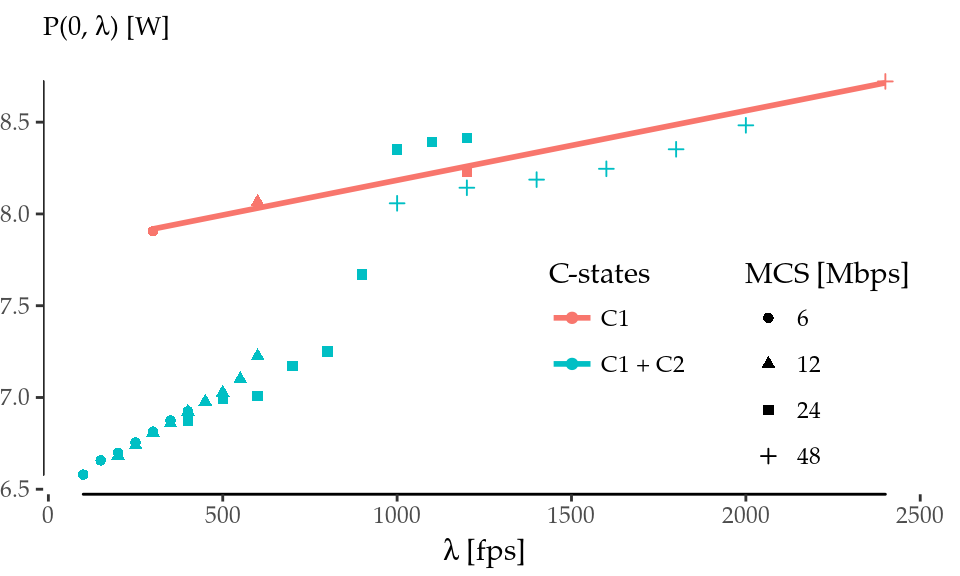 P(0, λ) [W]
8.5
8.0
7.5
7.0
6.5
C-states
C1
C1 + C2
MCS [Mbps]
6
12
24
48
0 500 1000 1500 2000 2500
λ [fps]